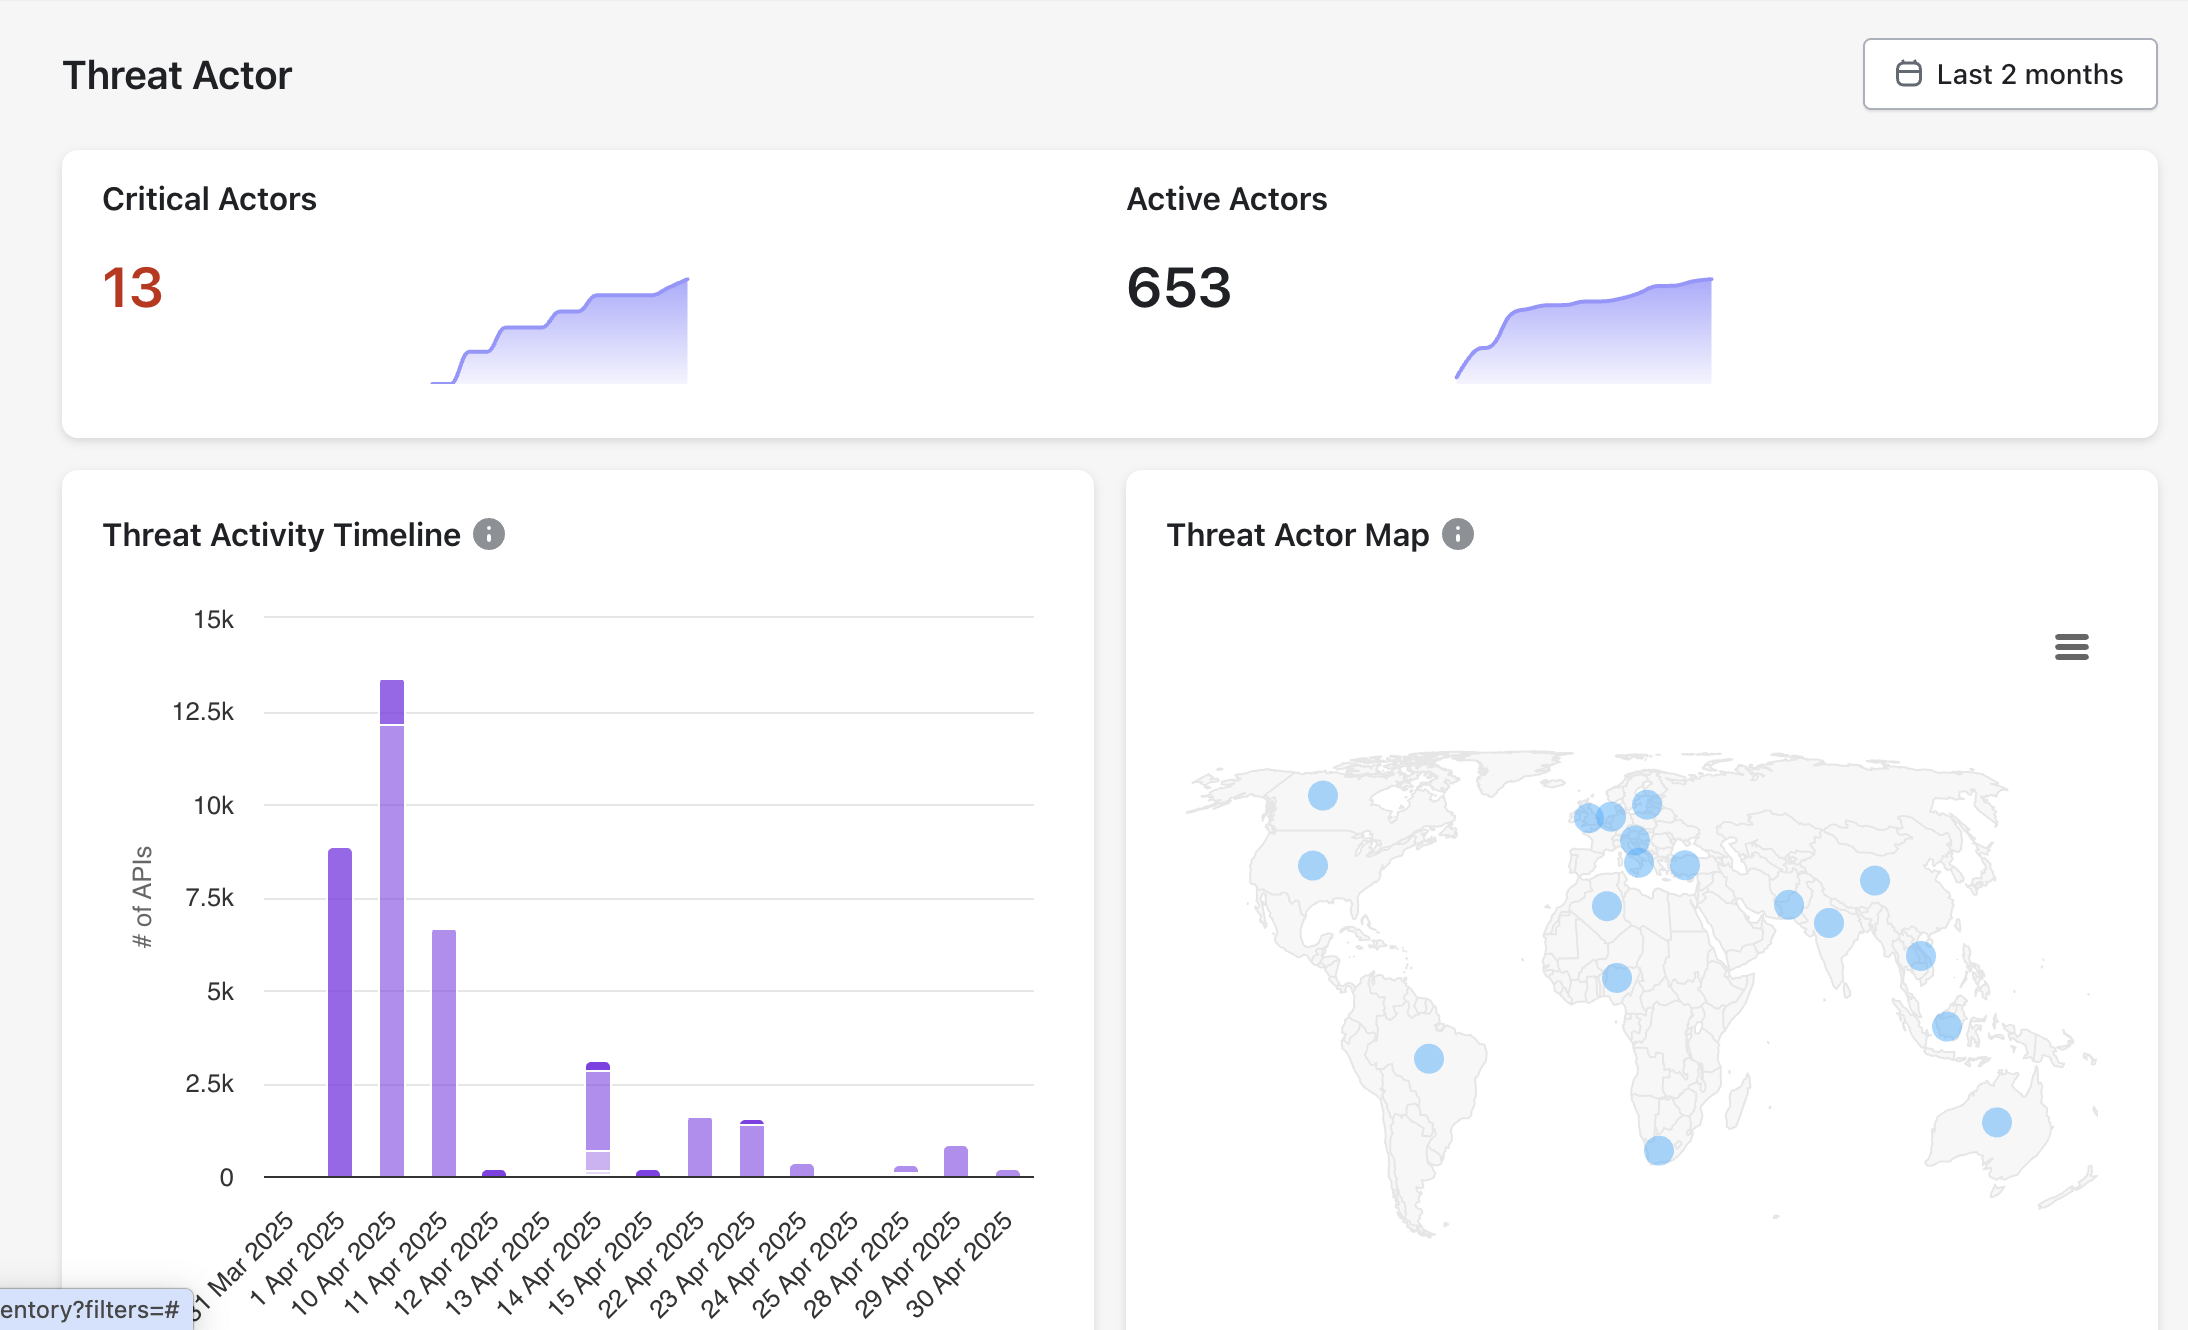 Threat Actor
Last 2 months
Critical Actors
13
Active Actors
653
Threat Activity Timeline
Threat Actor Map
15k
12.5k
10k
7.5k
5k
2.5k
0
# of APIs
31 Mar 2025
1 Apr 2025
10 Apr 2025
11 Apr 2025
12 Apr 2025
13 Apr 2025
14 Apr 2025
15 Apr 2025
22 Apr 2025
23 Apr 2025
24 Apr 2025
25 Apr 2025
28 Apr 2025
29 Apr 2025
30 Apr 2025
entory?filters=#